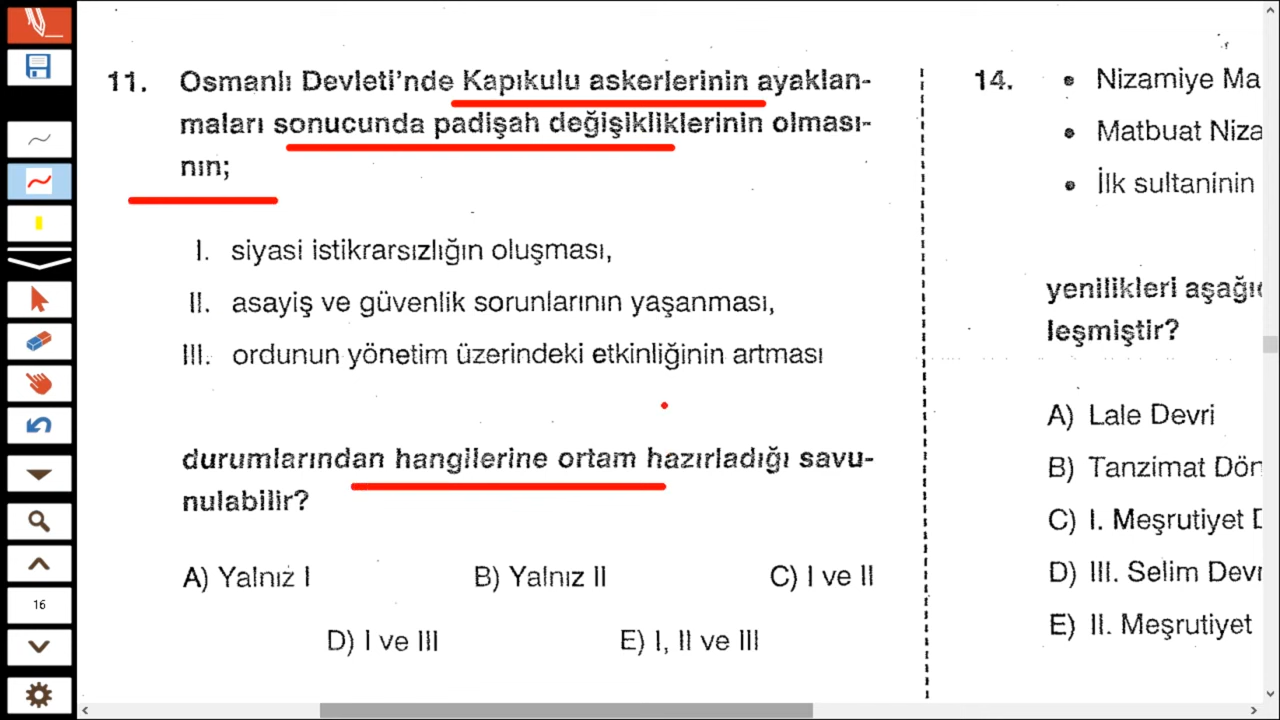 11. Osmanlı Devleti'nde Kapıkulu askerlerinin ayaklan-
maları sonucunda padişah değişikliklerinin olması-
nın;
I. siyasi istikrarsızlığın oluşması,
II. asayiş ve güvenlik sorunlarının yaşanması,
III. ordunun yönetim üzerindeki etkinliğinin artması
durumlarından hangilerine ortam hazırladığı savu-
nulabilir?
A) Yalnız I B) Yalnız II C) I ve II
D) I ve III E) I, II ve III
14. • Nizamiye Ma
• Matbuat Niza
• İlk sultaninin
yenilikleri aşağı
leşmiştir?
A) Lale Devri
B) Tanzimat Dön
C) I. Meşrutiyet D
D) III. Selim Devr
E) II. Meşrutiyet
16